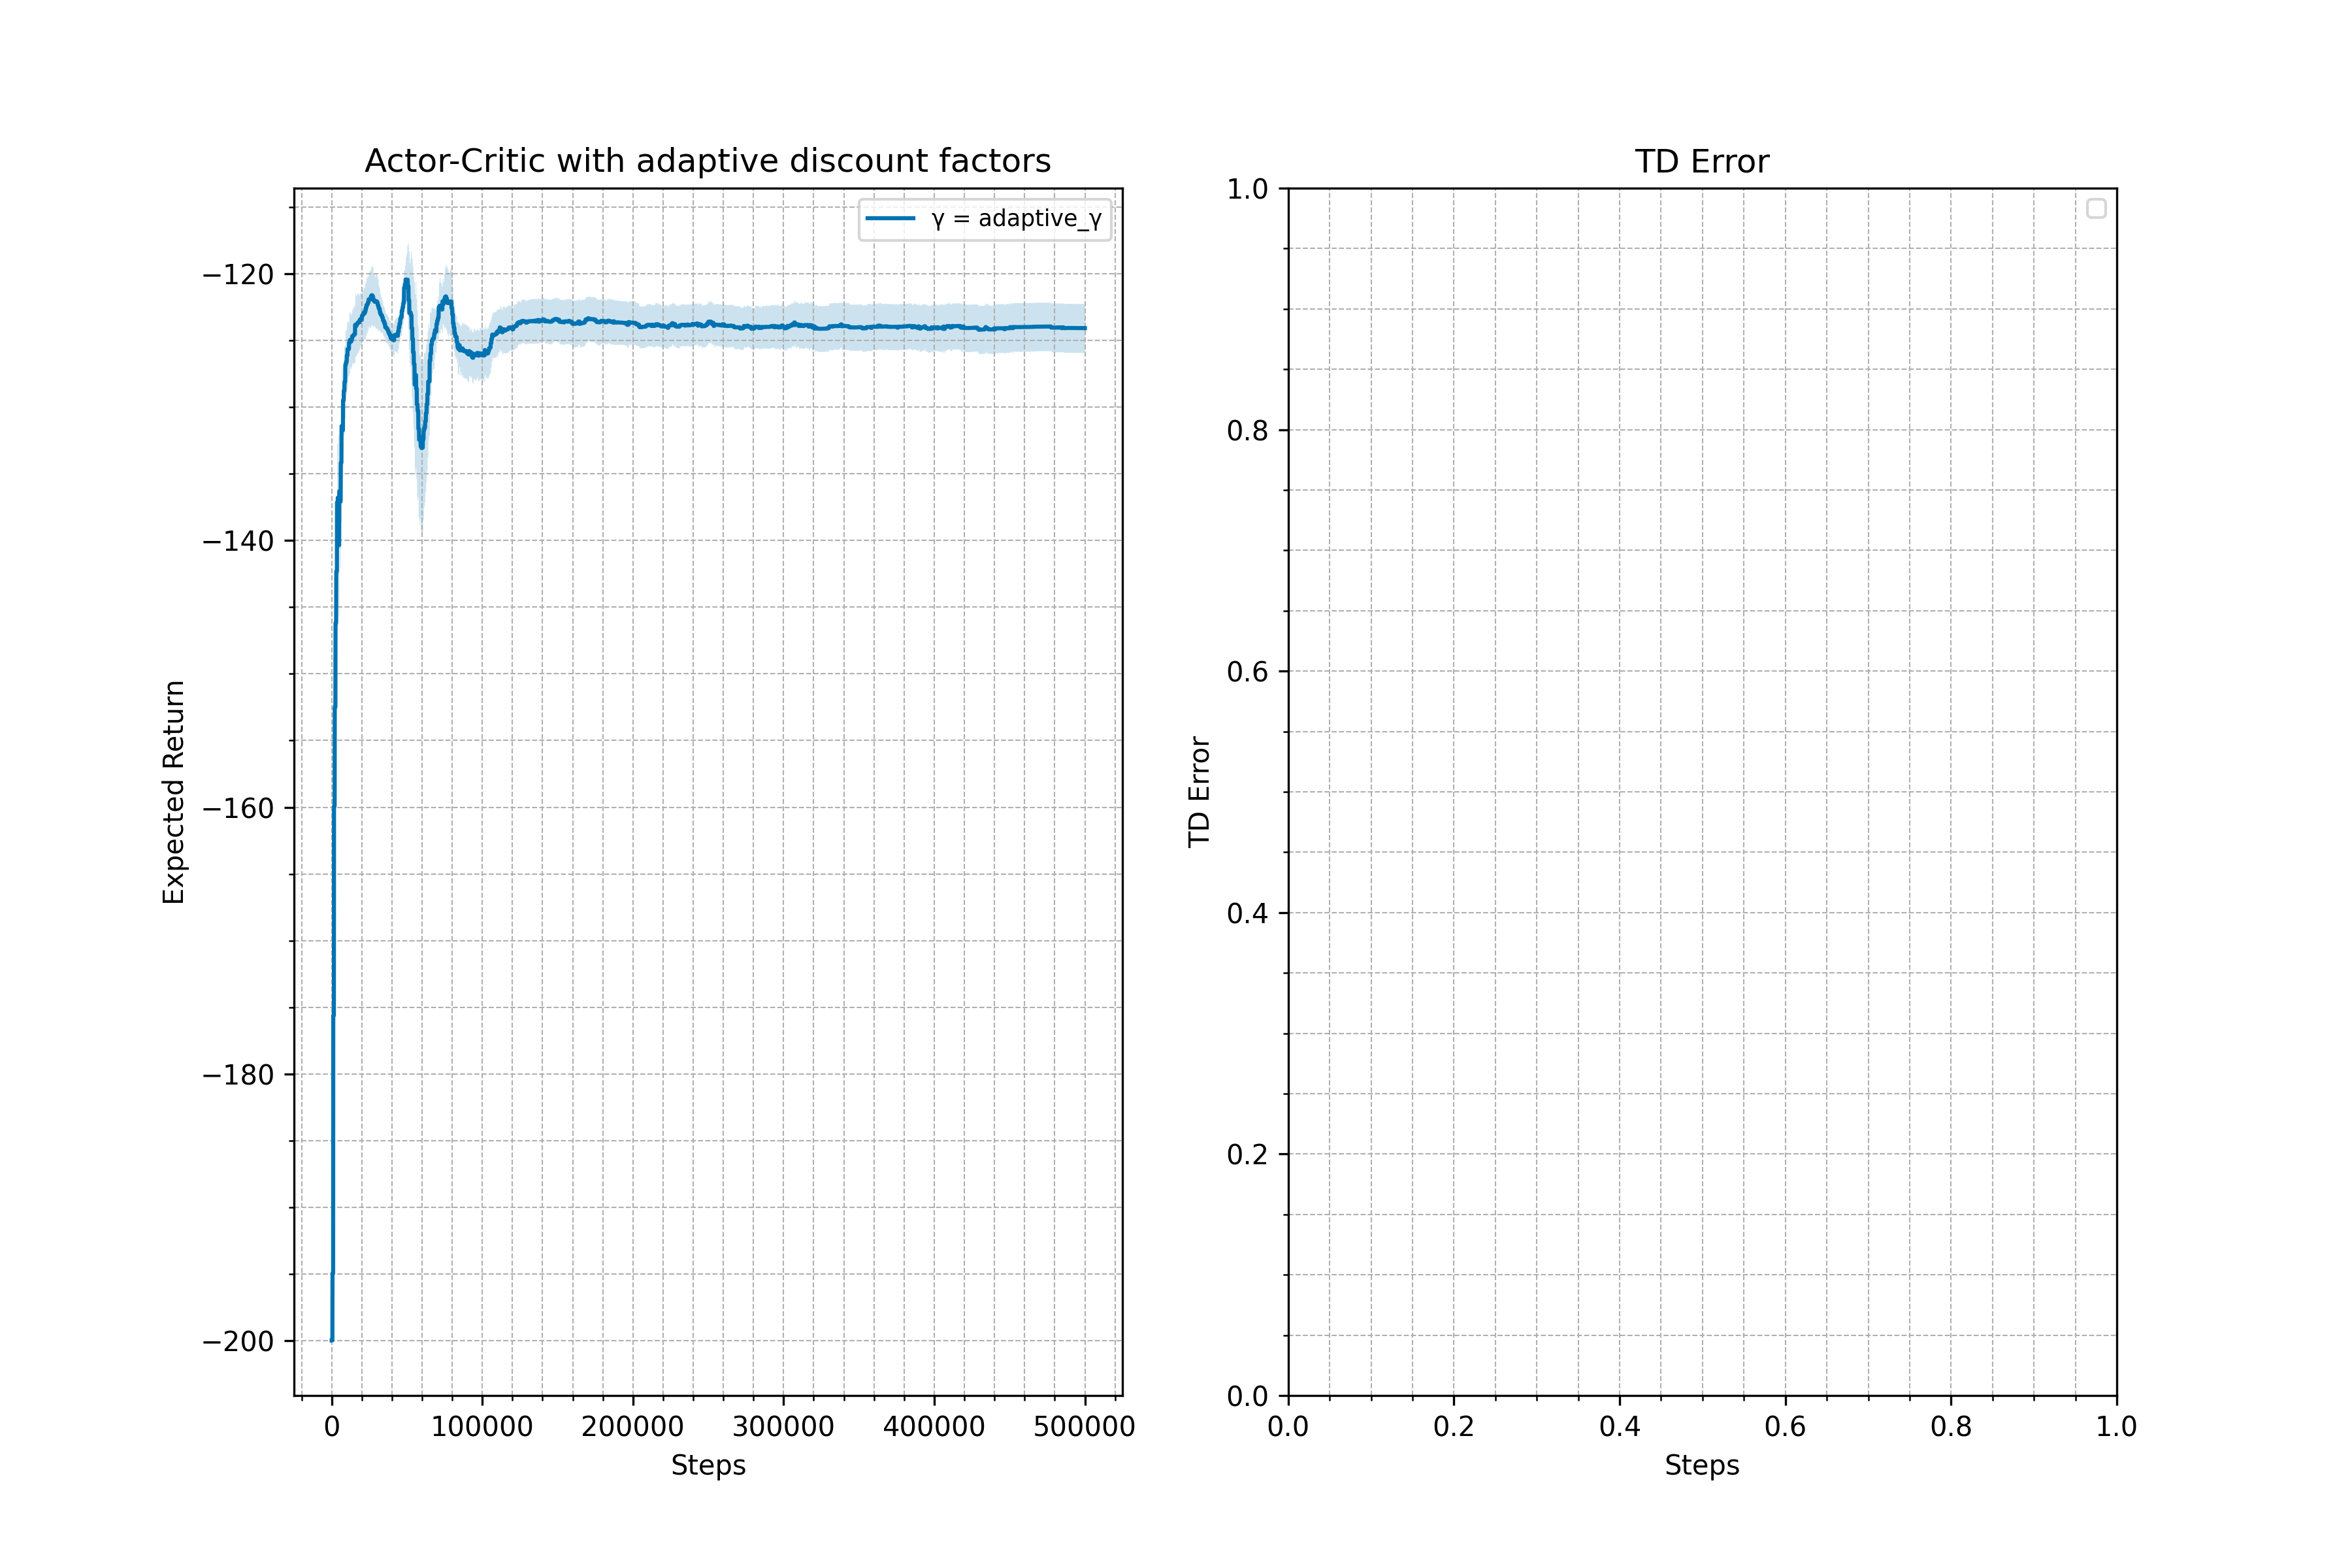 Actor-Critic with adaptive discount factors
γ = adaptive_γ
−120
−140
−160
−180
−200
Expected Return
0 100000 200000 300000 400000 500000
Steps
TD Error
1.0
0.8
0.6
0.4
0.2
0.0
TD Error
0.0 0.2 0.4 0.6 0.8 1.0
Steps